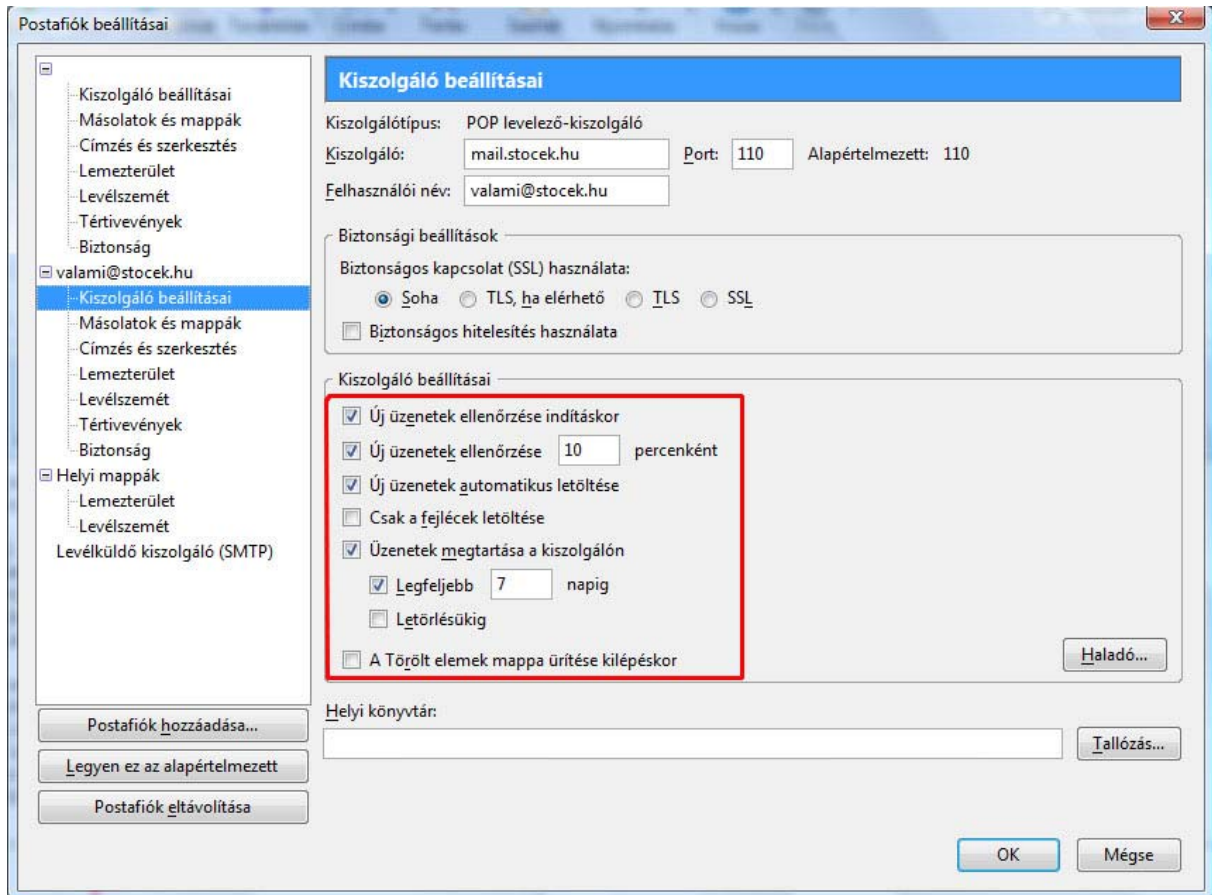 Postafiók beállításai
Kiszolgáló beállításai
Másolatok és mappák
Címzés és szerkesztés
Lemezterület
Levélszemét
Tértivevények
Biztonság
valami@stocek.hu
Kiszolgáló beállításai
Másolatok és mappák
Címzés és szerkesztés
Lemezterület
Levélszemét
Tértivevények
Biztonság
Helyi mappák
Lemezterület
Levélszemét
Levélküldő kiszolgáló (SMTP)
Postafiók hozzáadása...
Legyen ez az alapértelmezett
Postafiók eltávolítása
Kiszolgáló beállításai
Kiszolgálótípus: POP levelező-kiszolgáló
Kiszolgáló: mail.stocek.hu Port: 110 Alapértelmezett: 110
Felhasználói név: valami@stocek.hu
Biztonsági beállítások
Biztonságos kapcsolat (SSL) használata:
Soha TLS, ha elérhető TLS SSL
Biztonságos hitelesítés használata
Kiszolgáló beállításai
Új üzenetek ellenőrzése indításkor
Új üzenetek ellenőrzése 10 percenként
Új üzenetek automatikus letöltése
Csak a fejlécek letöltése
Üzenetek megtartása a kiszolgálón
Legfeljebb 7 napig
Letörlésükig
A Törölt elemek mappa ürítése kilépéskor
Haladó...
Helyi könyvtár:
Tallózás...
OK Mégse